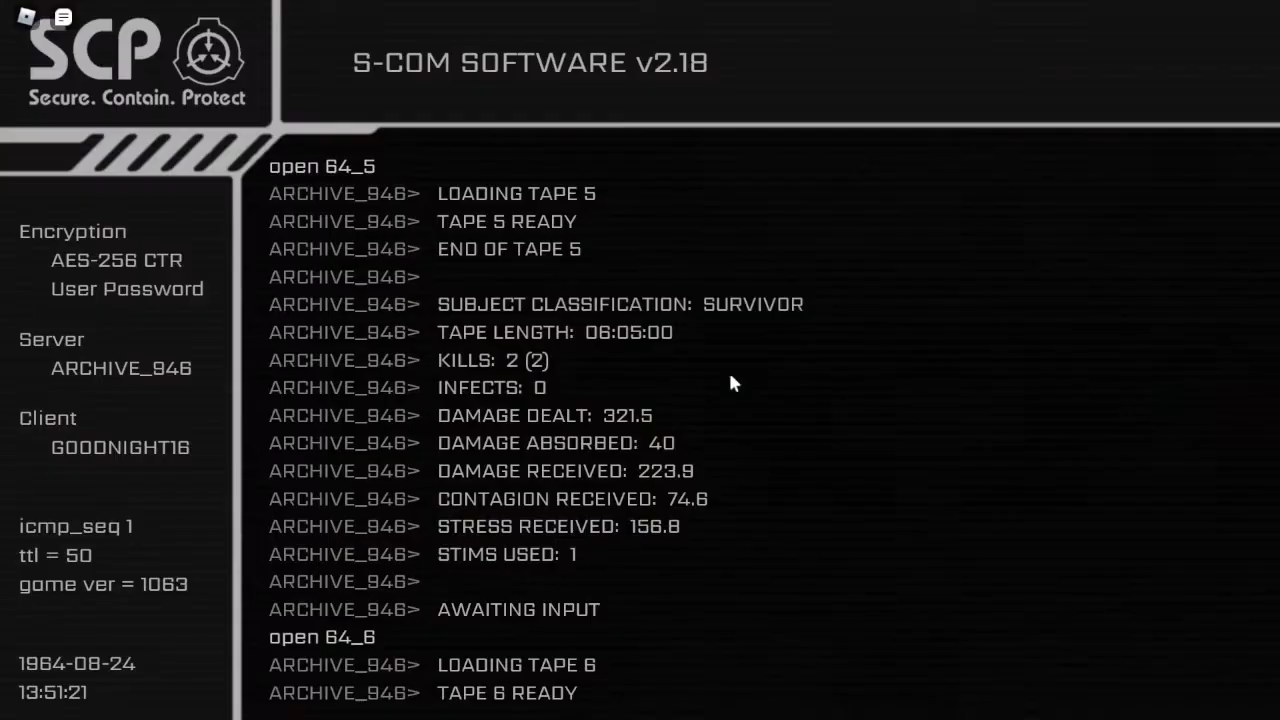 SCP
Secure. Contain. Protect
S-COM SOFTWARE v2.18
Encryption
AES-256 CTR
User Password
Server
ARCHIVE_946
Client
GOODNIGHT16
icmp_seq 1
ttl = 50
game ver = 1063
1964-08-24
13:51:21
open 64_5
ARCHIVE_946> LOADING TAPE 5
ARCHIVE_946> TAPE 5 READY
ARCHIVE_946> END OF TAPE 5
ARCHIVE_946>
ARCHIVE_946> SUBJECT CLASSIFICATION: SURVIVOR
ARCHIVE_946> TAPE LENGTH: 06:05:00
ARCHIVE_946> KILLS: 2 (2)
ARCHIVE_946> INFECTS: 0
ARCHIVE_946> DAMAGE DEALT: 321.5
ARCHIVE_946> DAMAGE ABSORBED: 40
ARCHIVE_946> DAMAGE RECEIVED: 223.9
ARCHIVE_946> CONTAGION RECEIVED: 74.6
ARCHIVE_946> STRESS RECEIVED: 156.8
ARCHIVE_946> STIMS USED: 1
ARCHIVE_946>
ARCHIVE_946> AWAITING INPUT
open 64_6
ARCHIVE_946> LOADING TAPE 6
ARCHIVE_946> TAPE 6 READY